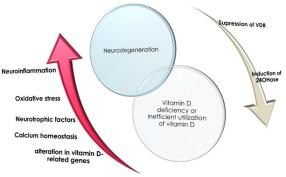 Neurodegeneration
Supression of VDR
Neuroinflammation
Induction of
24OHase
Oxidative stress
Vitamin D
deficiency or
inefficient utilization
of vitamin D
Neurotrophic factors
Calcium homeostasis
alteration in vitamin D-
related genes